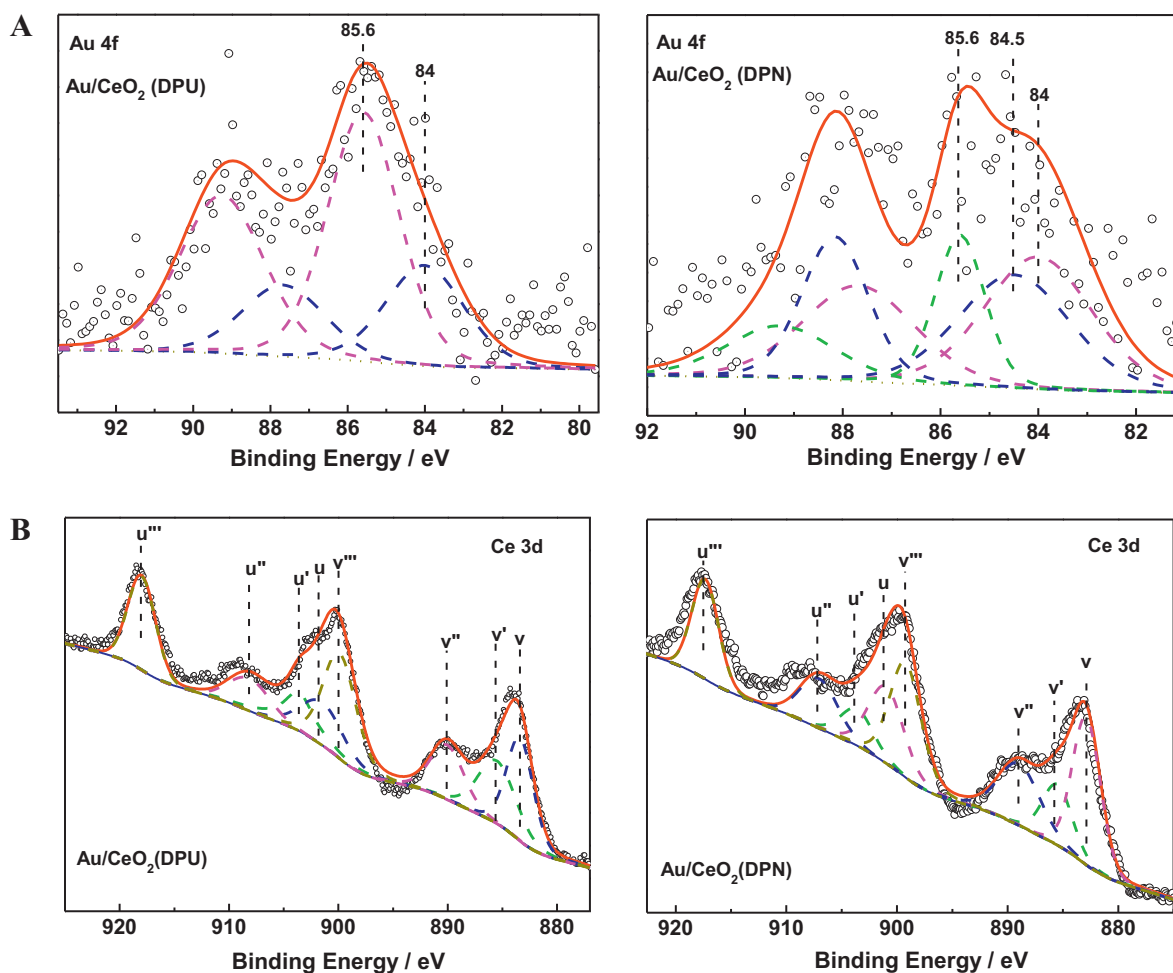 A
Au 4f
Au/CeO₂ (DPU)
85.6
84
92 90 88 86 84 82 80
Binding Energy / eV
Au 4f
Au/CeO₂ (DPN)
85.6 84.5
84
92 90 88 86 84 82
Binding Energy / eV
B
Ce 3d
u''' u'' u' u v''' v'' v' v
Au/CeO₂(DPU)
920 910 900 890 880
Binding Energy / eV
Ce 3d
u''' u'' u' u v''' v'' v' v
Au/CeO₂(DPN)
920 910 900 890 880
Binding Energy / eV